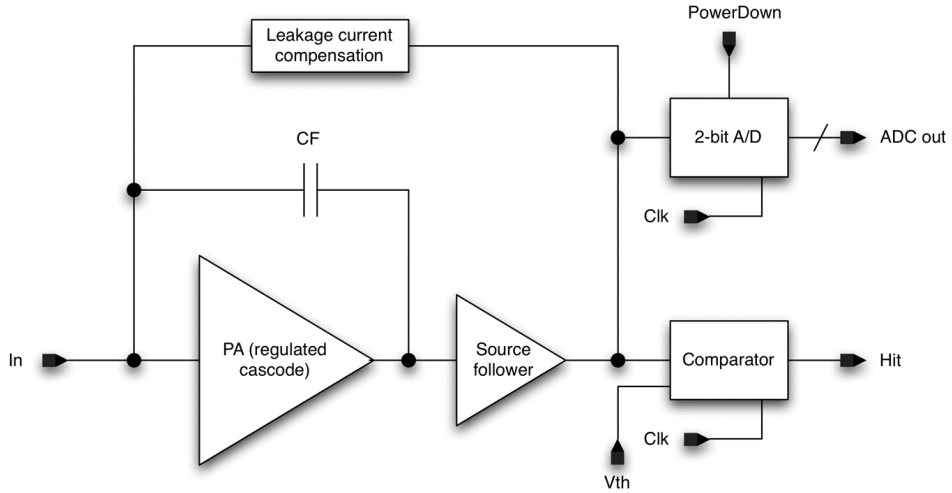 PowerDown
Leakage current
compensation
2-bit A/D
ADC out
CF
Clk
In
PA (regulated
cascode)
Source
follower
Comparator
Hit
Clk
Vth